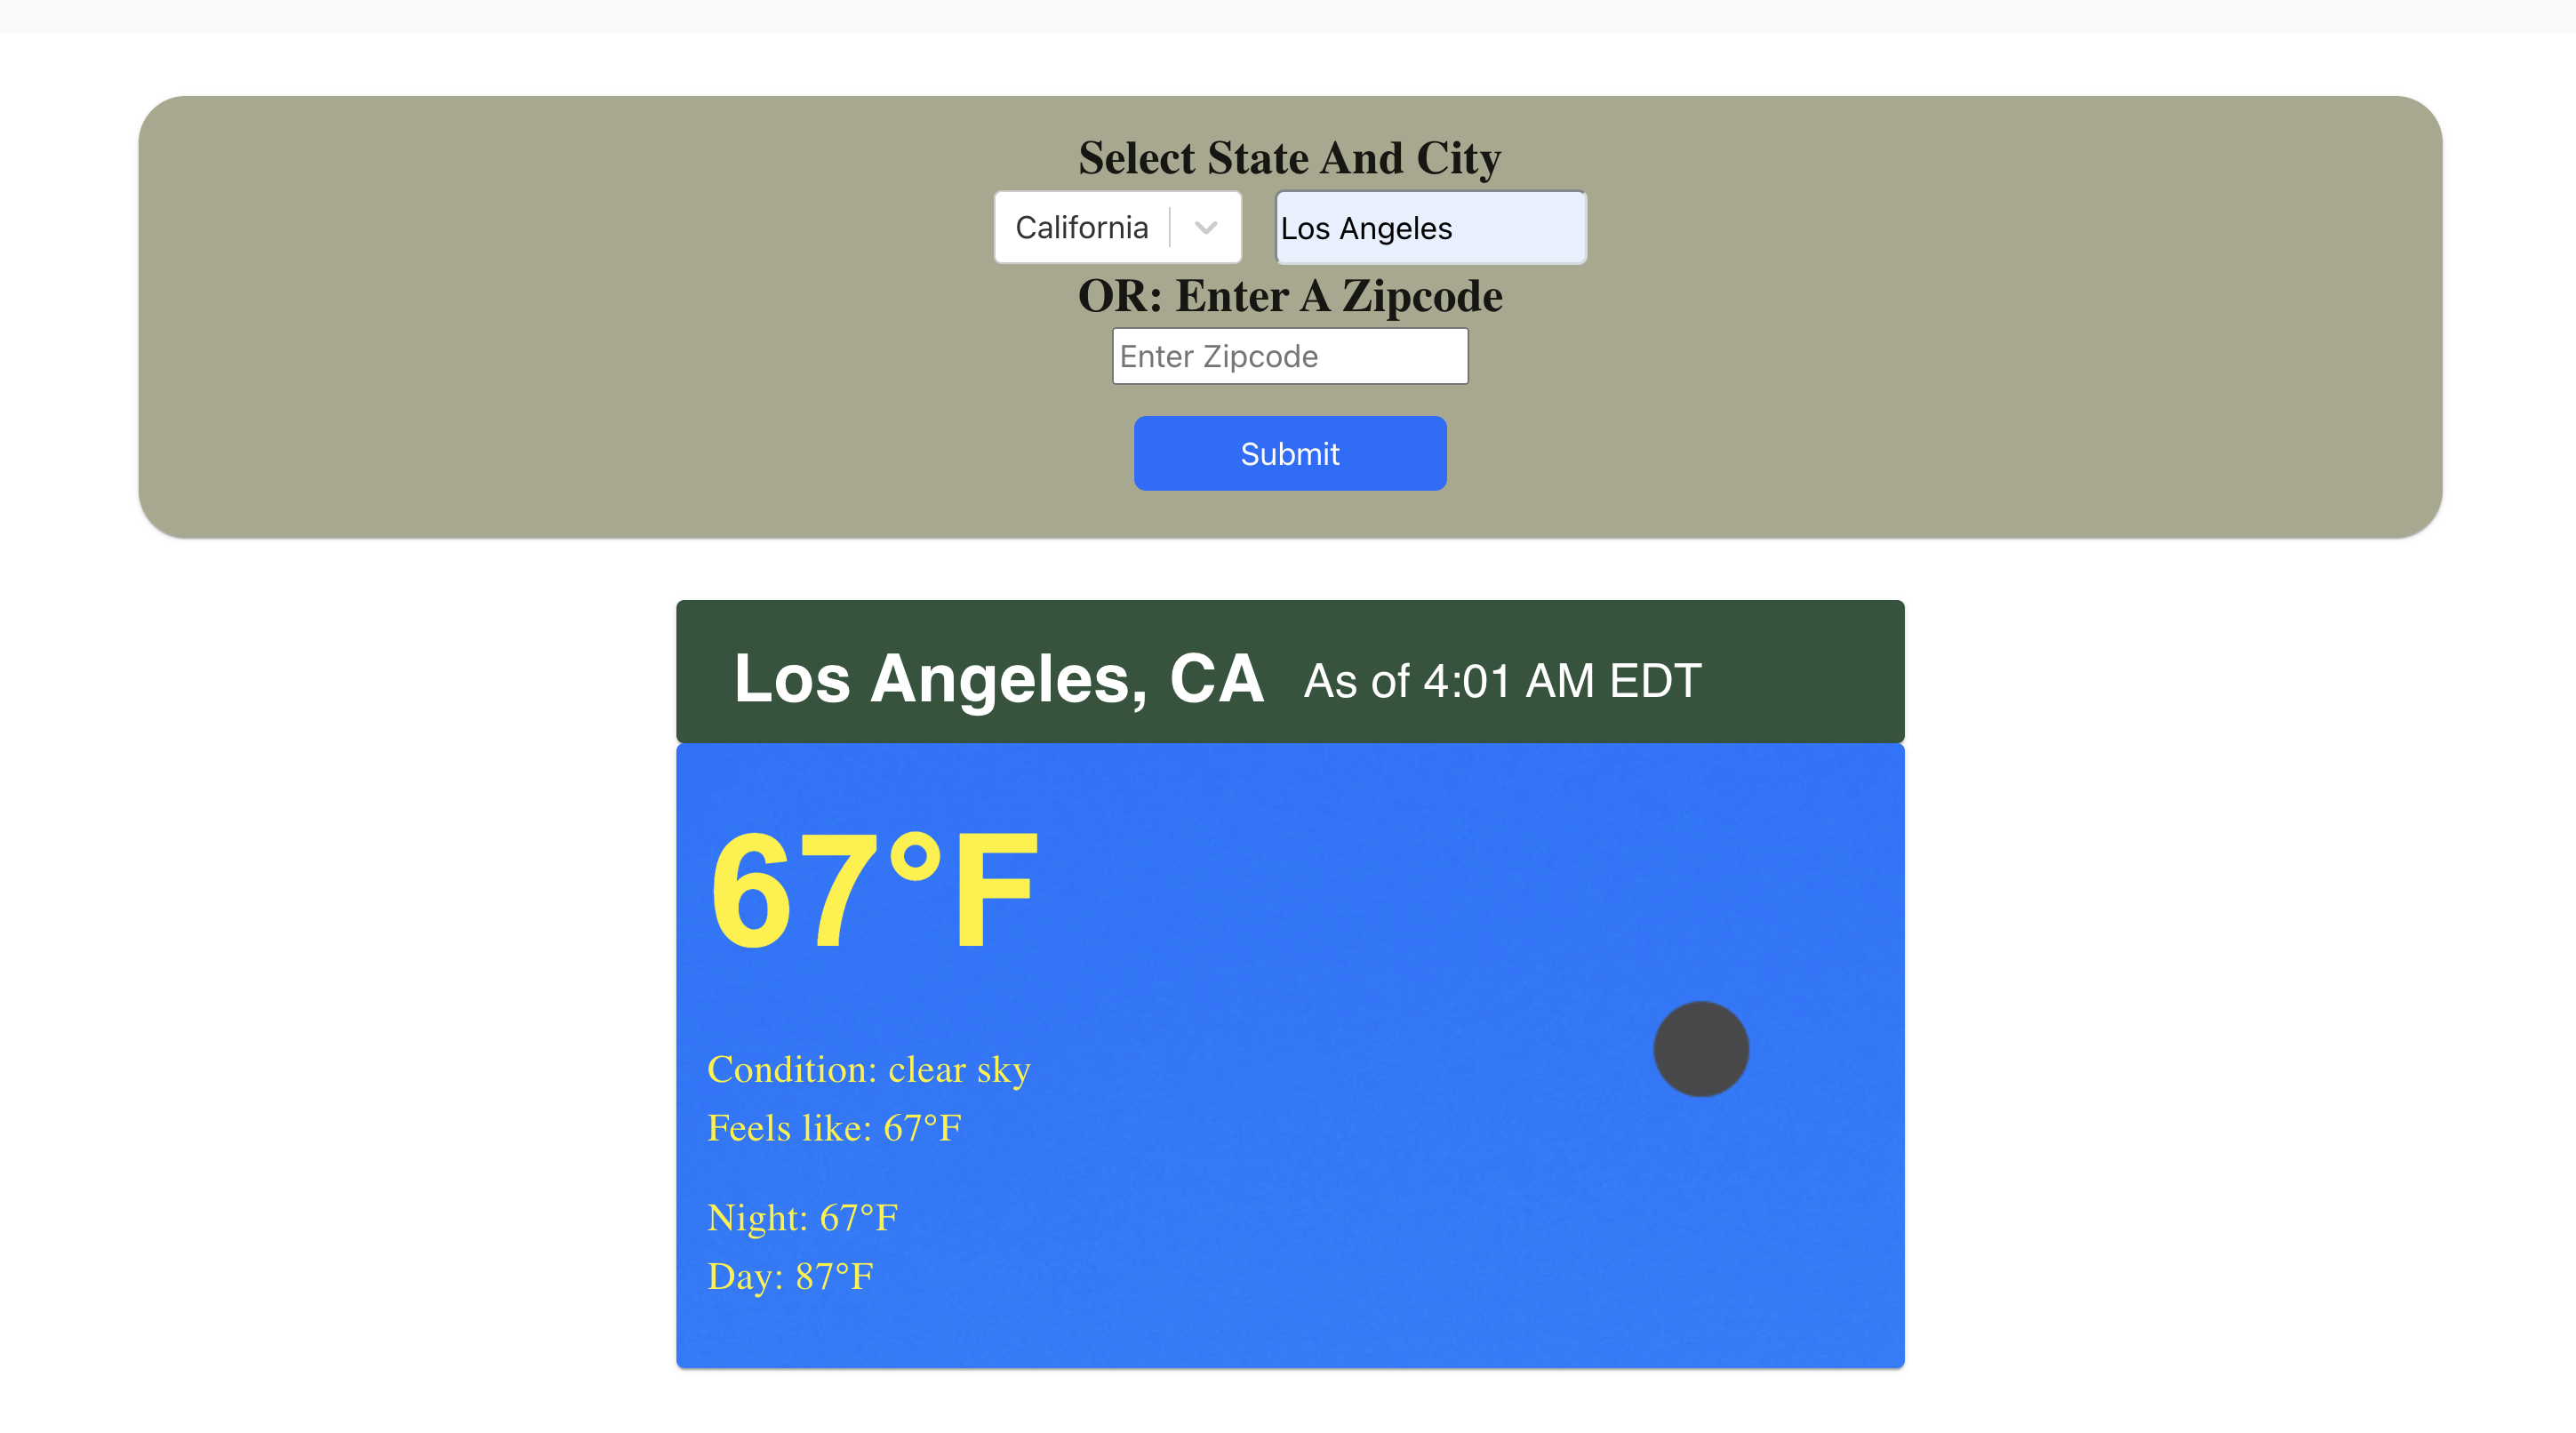 Select State And City
California Los Angeles
OR: Enter A Zipcode
Enter Zipcode
Submit
Los Angeles, CA As of 4:01 AM EDT
67°F
Condition: clear sky
Feels like: 67°F
Night: 67°F
Day: 87°F